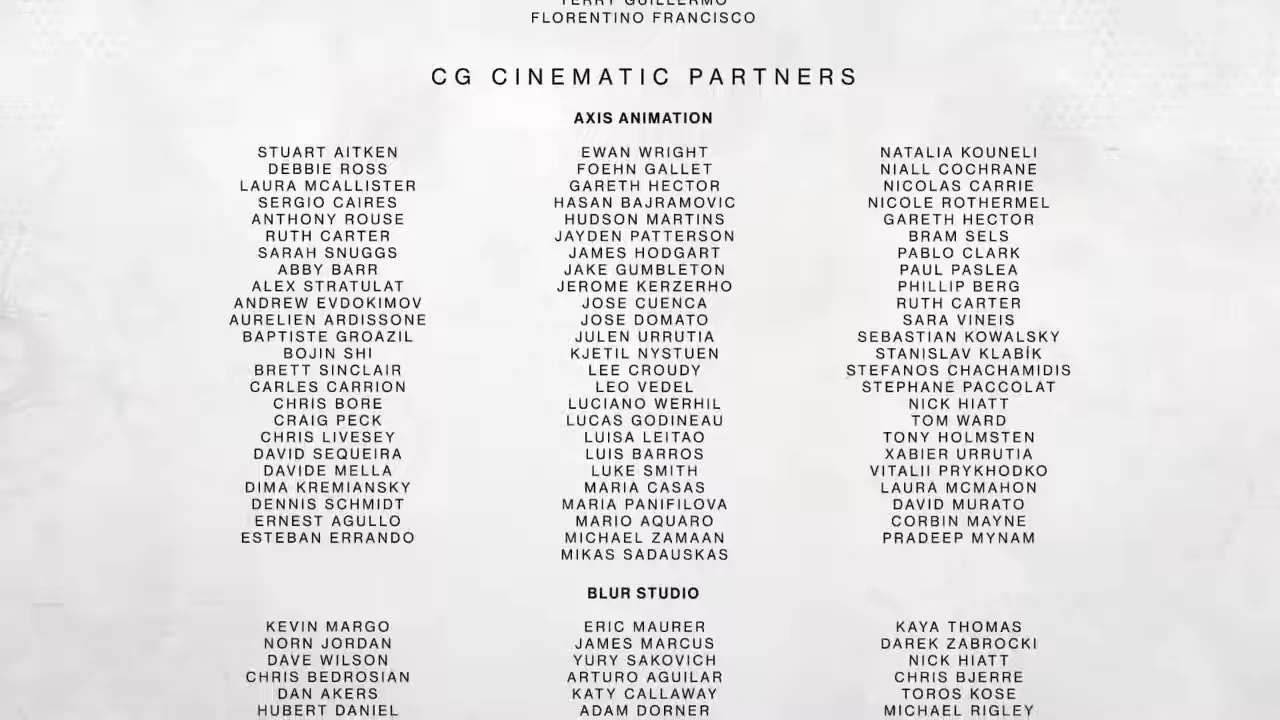 TERRY GUILLERMO
FLORENTINO FRANCISCO
CG CINEMATIC PARTNERS
AXIS ANIMATION
STUART AITKEN
DEBBIE ROSS
LAURA MCALLISTER
SERGIO CAIRES
ANTHONY ROUSE
RUTH CARTER
SARAH SNUGGS
ABBY BARR
ALEX STRATULAT
ANDREW EVDOKIMOV
AURELIEN ARDISSONE
BAPTISTE GROAZIL
BOJIN SHI
BRETT SINCLAIR
CARLES CARRION
CHRIS BORE
CRAIG PECK
CHRIS LIVESEY
DAVID SEQUEIRA
DAVIDE MELLA
DIMA KREMIANSKY
DENNIS SCHMIDT
ERNEST AGULLO
ESTEBAN ERRANDO
EWAN WRIGHT
FOEHN GALLET
GARETH HECTOR
HASAN BAJRAMOVIC
HUDSON MARTINS
JAYDEN PATTERSON
JAMES HODGART
JAKE GUMBLETON
JEROME KERZERHO
JOSE CUENCA
JOSE DOMATO
JULEN URRUTIA
KJETIL NYSTUEN
LEE CROUDY
LEO VEDEL
LUCIANO WERHIL
LUCAS GODINEAU
LUISA LEITAO
LUIS BARROS
LUKE SMITH
MARIA CASAS
MARIA PANIFILOVA
MARIO AQUARO
MICHAEL ZAMAAN
MIKAS SADAUSKAS
NATALIA KOUNELI
NIALL COCHRANE
NICOLAS CARRIE
NICOLE ROTHERMEL
GARETH HECTOR
BRAM SELS
PABLO CLARK
PAUL PASLEA
PHILLIP BERG
RUTH CARTER
SARA VINEIS
SEBASTIAN KOWALSKY
STANISLAV KLABÍK
STEFANOS CHACHAMIDIS
STEPHANE PACCOLAT
NICK HIATT
TOM WARD
TONY HOLMSTEN
XABIER URRUTIA
VITALII PRYKHODKO
LAURA MCMAHON
DAVID MURATO
CORBIN MAYNE
PRADEEP MYNAM
BLUR STUDIO
KEVIN MARGO
NORN JORDAN
DAVE WILSON
CHRIS BEDROSIAN
DAN AKERS
HUBERT DANIEL
ERIC MAURER
JAMES MARCUS
YURY SAKOVICH
ARTURO AGUILAR
KATY CALLAWAY
ADAM DORNER
KAYA THOMAS
DAREK ZABROCKI
NICK HIATT
CHRIS BJERRE
TOROS KOSE
MICHAEL RIGLEY